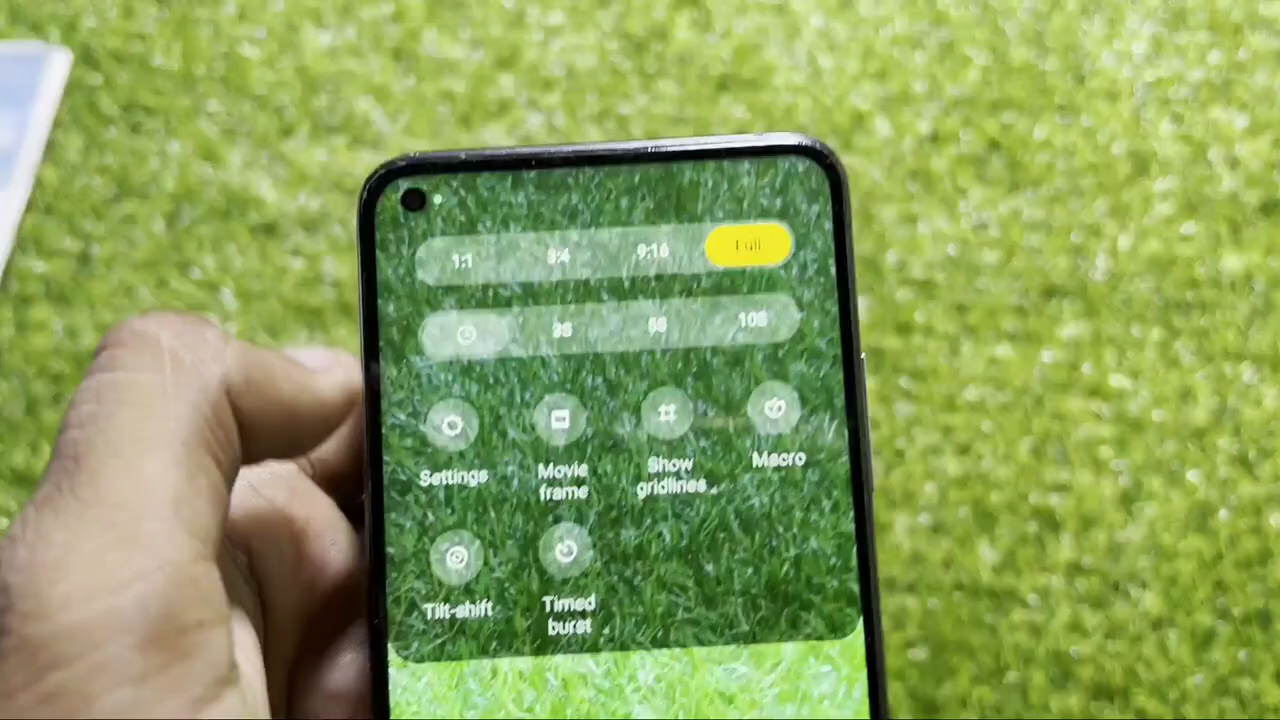 1:1 3:4 9:16 Full
3S 5S 10S
Settings Movie frame Show gridlines Macro
Tilt-shift Timed burst